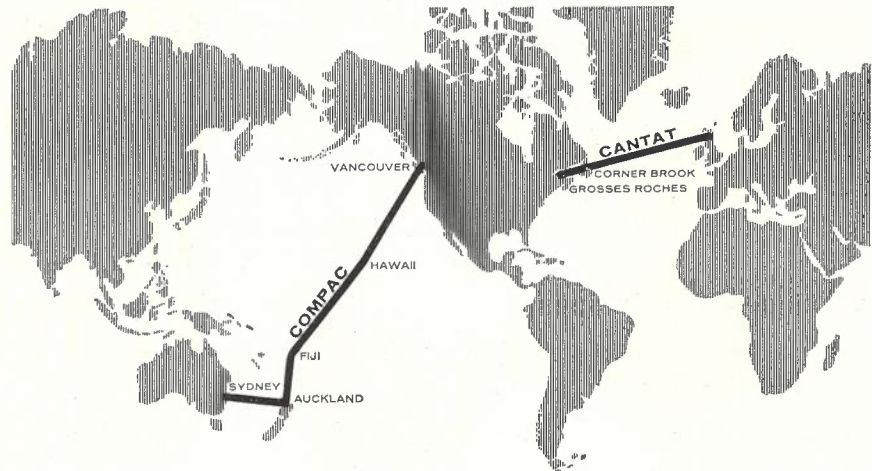 CANTAT
VANCOUVER
CORNER BROOK
GROSSES ROCHES
HAWAII
COMPAC
FIJI
SYDNEY
AUCKLAND